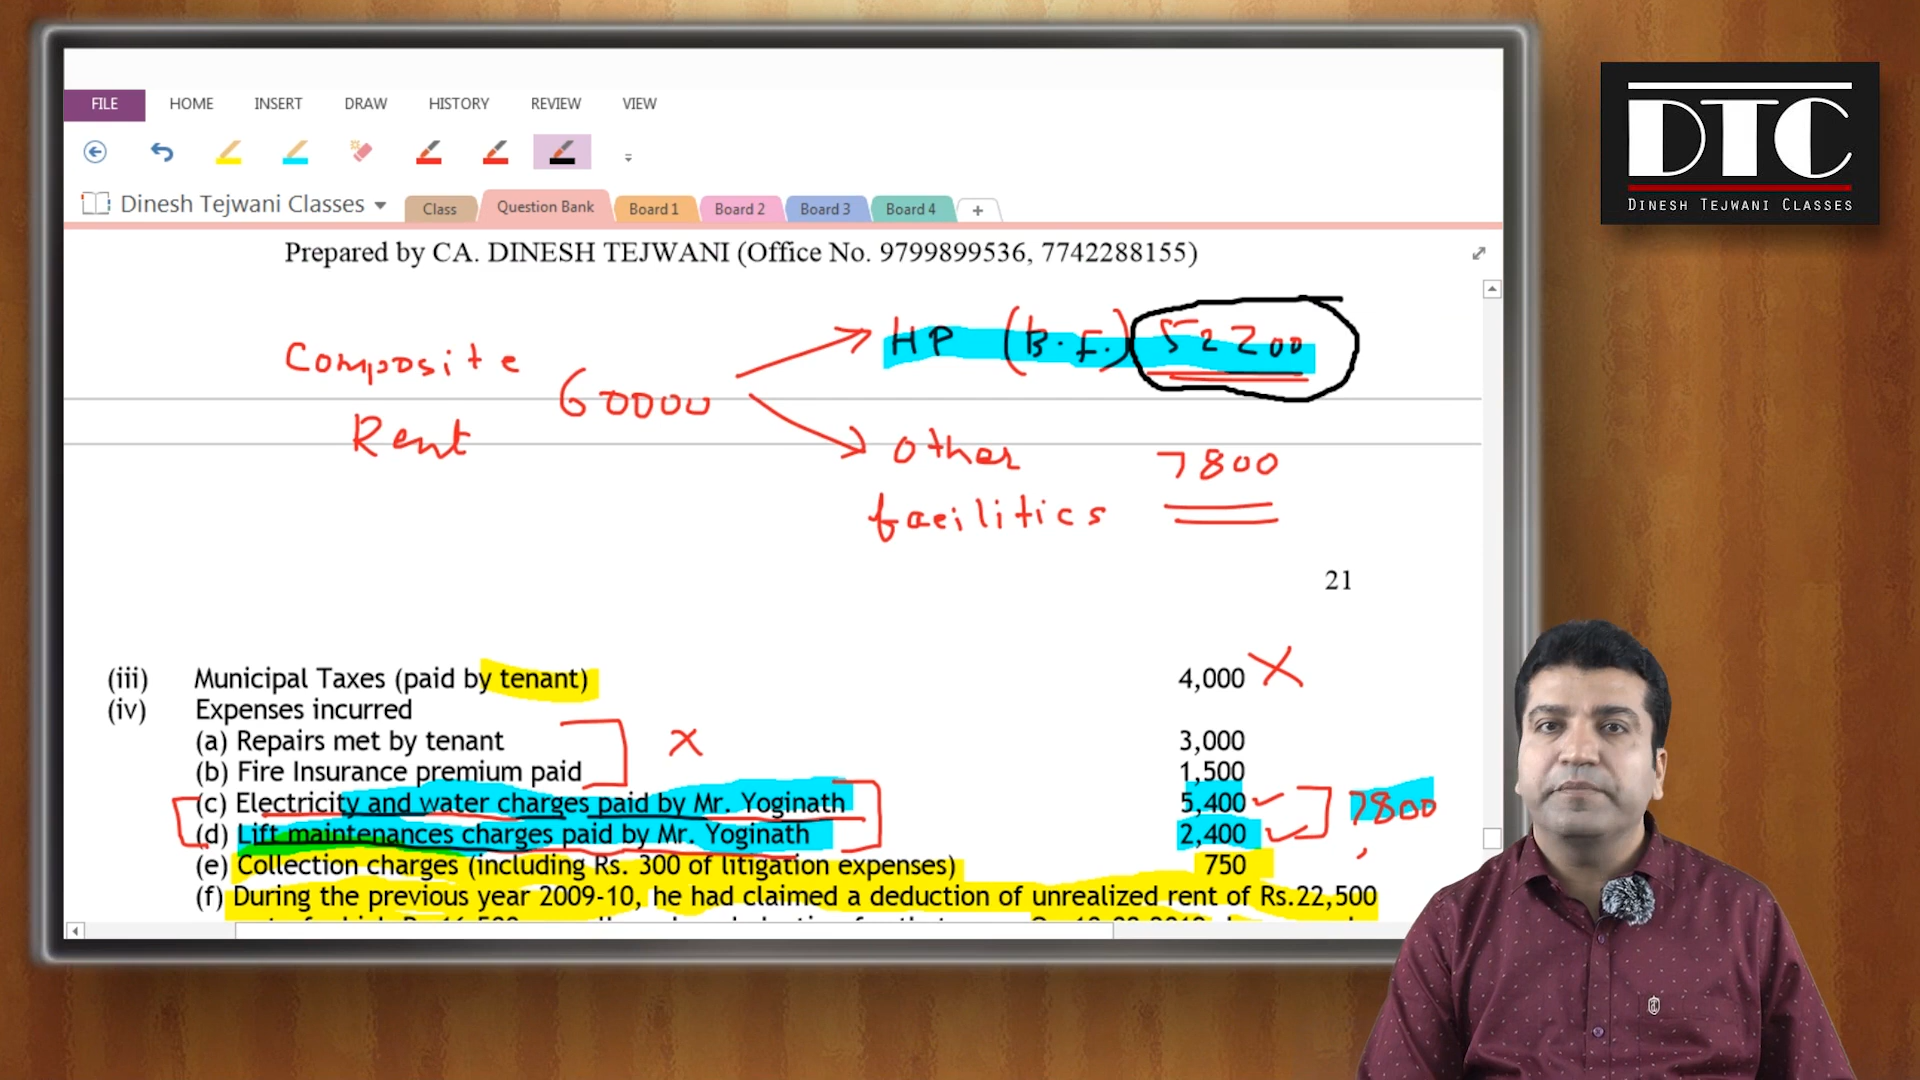 DTC
DINESH TEJWANI CLASSES
FILE HOME INSERT DRAW HISTORY REVIEW VIEW
Dinesh Tejwani Classes Class Question Bank Board 1 Board 2 Board 3 Board 4 +
Prepared by CA. DINESH TEJWANI (Office No. 9799899536, 7742288155)
Composite Rent
60000
HP (B.F.) 52200
Other facilities 7800
21
(iii) Municipal Taxes (paid by tenant) 4,000 X
(iv) Expenses incurred
(a) Repairs met by tenant 3,000
x
(b) Fire Insurance premium paid 1,500
(c) Electricity and water charges paid by Mr. Yoginath 5,400 7800
(d) Lift maintenances charges paid by Mr. Yoginath 2,400
(e) Collection charges (including Rs. 300 of litigation expenses) 750
(f) During the previous year 2009-10, he had claimed a deduction of unrealized rent of Rs.22,500